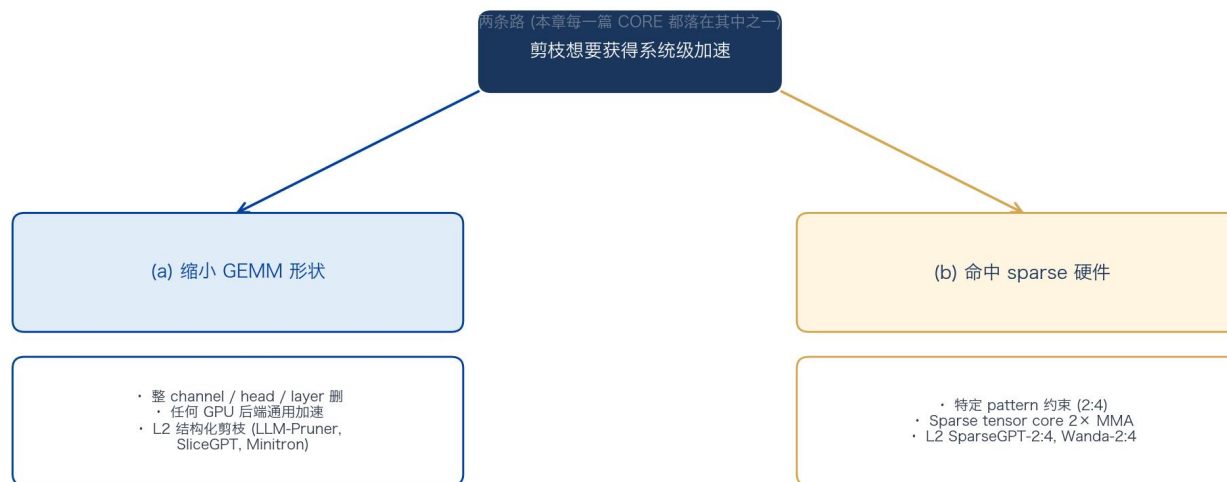 两条路 (本章每一篇 CORE 都落在其中之一)
剪枝想要获得系统级加速
(a) 缩小 GEMM 形状
(b) 命中 sparse 硬件
· 整 channel / head / layer 删
· 任何 GPU 后端通用加速
· L2 结构化剪枝 (LLM-Pruner,
SliceGPT, Minitron)
· 特定 pattern 约束 (2:4)
· Sparse tensor core 2× MMA
· L2 SparseGPT-2:4, Wanda-2:4